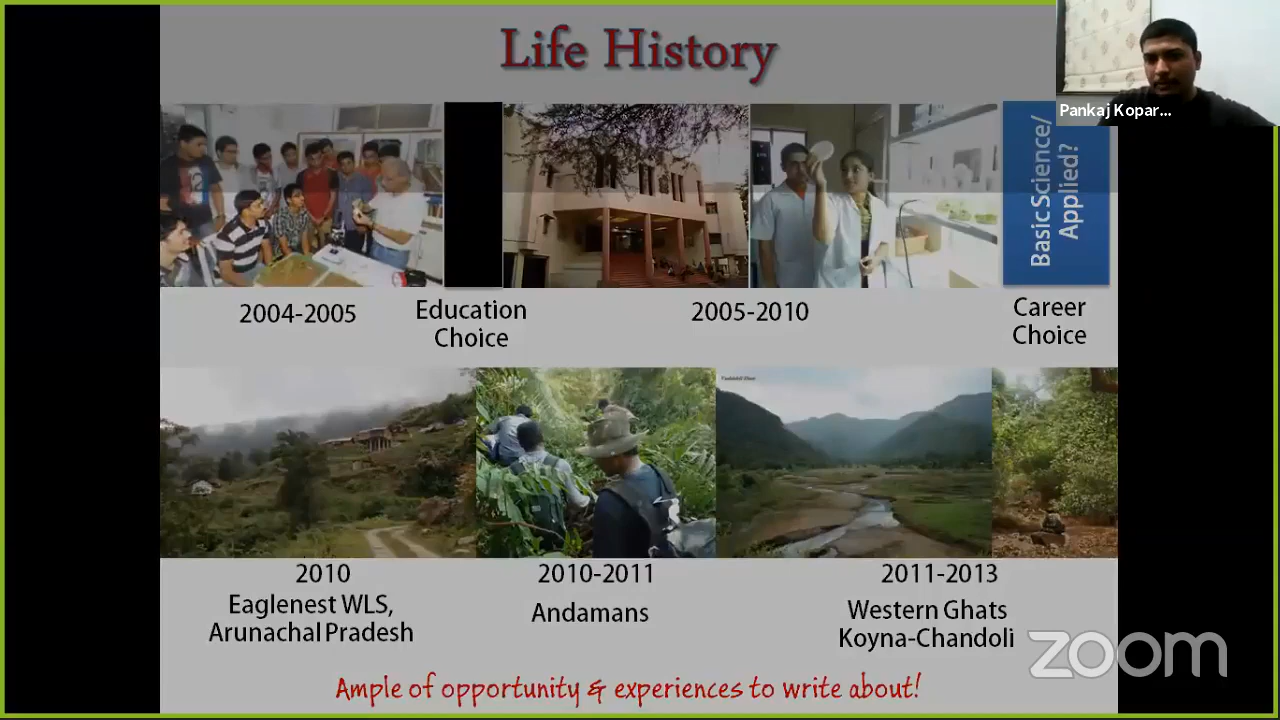 Life History
Pankaj Kopar...
Basic Science/
Applied?
2004-2005
Education
Choice
2005-2010
Career
Choice
2010
Eaglenest WLS,
Arunachal Pradesh
2010-2011
Andamans
2011-2013
Western Ghats
Koyna-Chandoli
zoom
Ample of opportunity & experiences to write about!